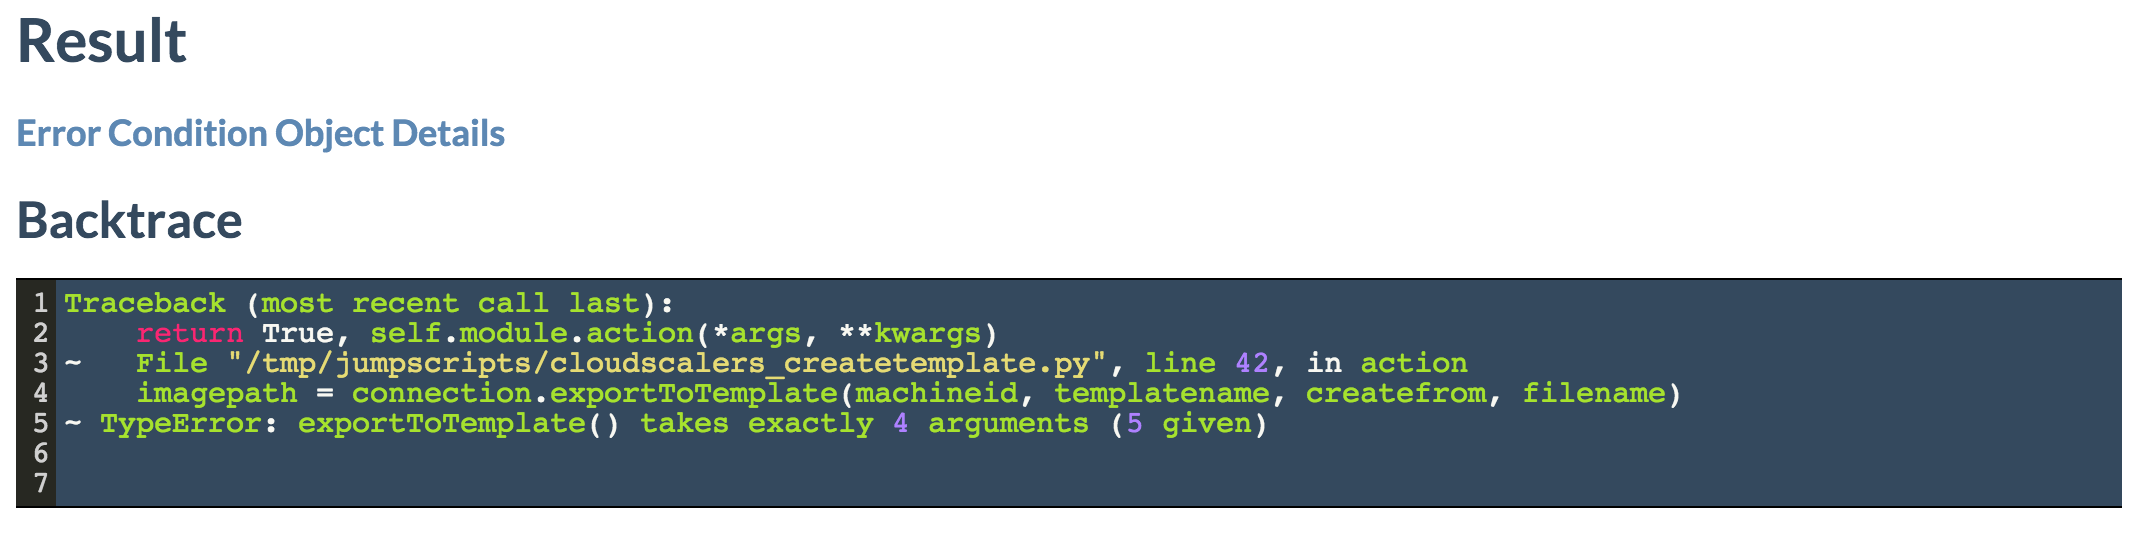 Result
Error Condition Object Details
Backtrace
1 Traceback (most recent call last):
2     return True, self.module.action(*args, **kwargs)
3 ~   File "/tmp/jumpscripts/cloudscalers_createtemplate.py", line 42, in action
4     imagepath = connection.exportToTemplate(machineid, templatename, createfrom, filename)
5 ~ TypeError: exportToTemplate() takes exactly 4 arguments (5 given)
6
7